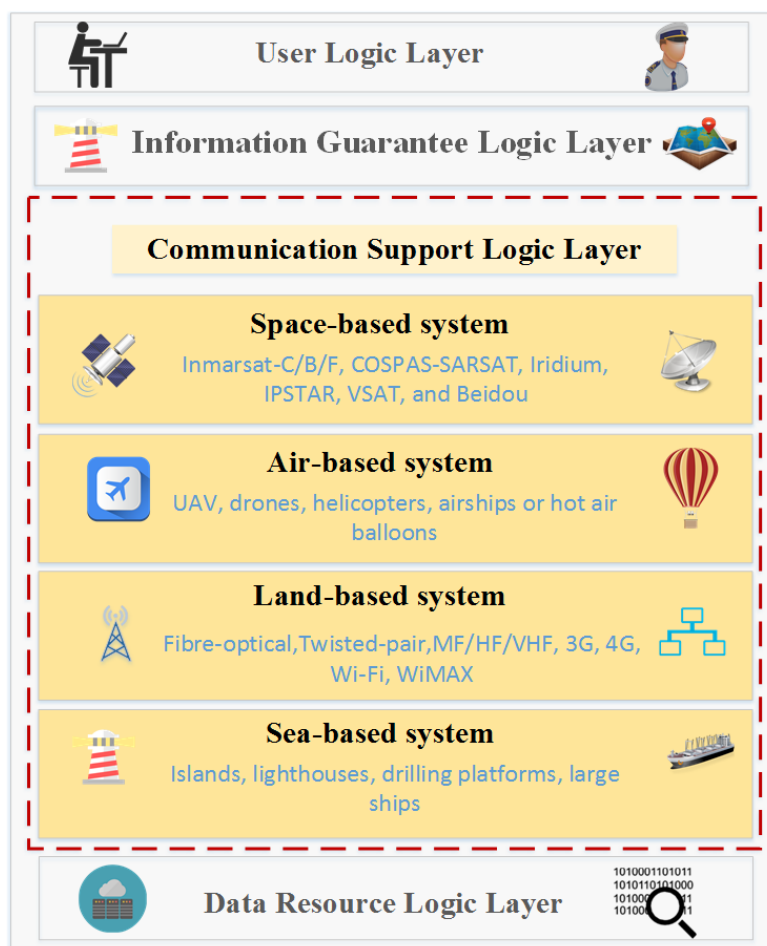 User Logic Layer
Information Guarantee Logic Layer
Communication Support Logic Layer
Space-based system
Inmarsat-C/B/F, COSPAS-SARSAT, Iridium,
IPSTAR, VSAT, and Beidou
Air-based system
UAV, drones, helicopters, airships or hot air
balloons
Land-based system
Fibre-optical,Twisted-pair,MF/HF/VHF, 3G, 4G,
Wi-Fi, WiMAX
Sea-based system
Islands, lighthouses, drilling platforms, large
ships
Data Resource Logic Layer
1010001101011
1010110101000